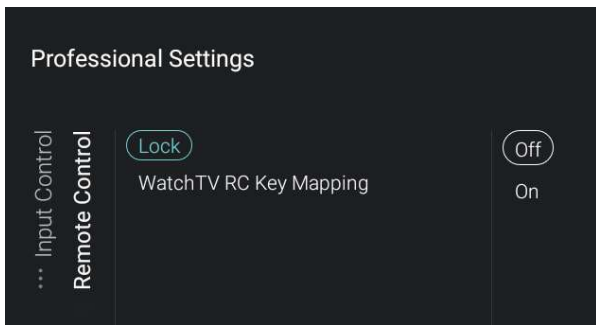 Professional Settings
... Input Control
Remote Control
Lock
WatchTV RC Key Mapping
Off
On